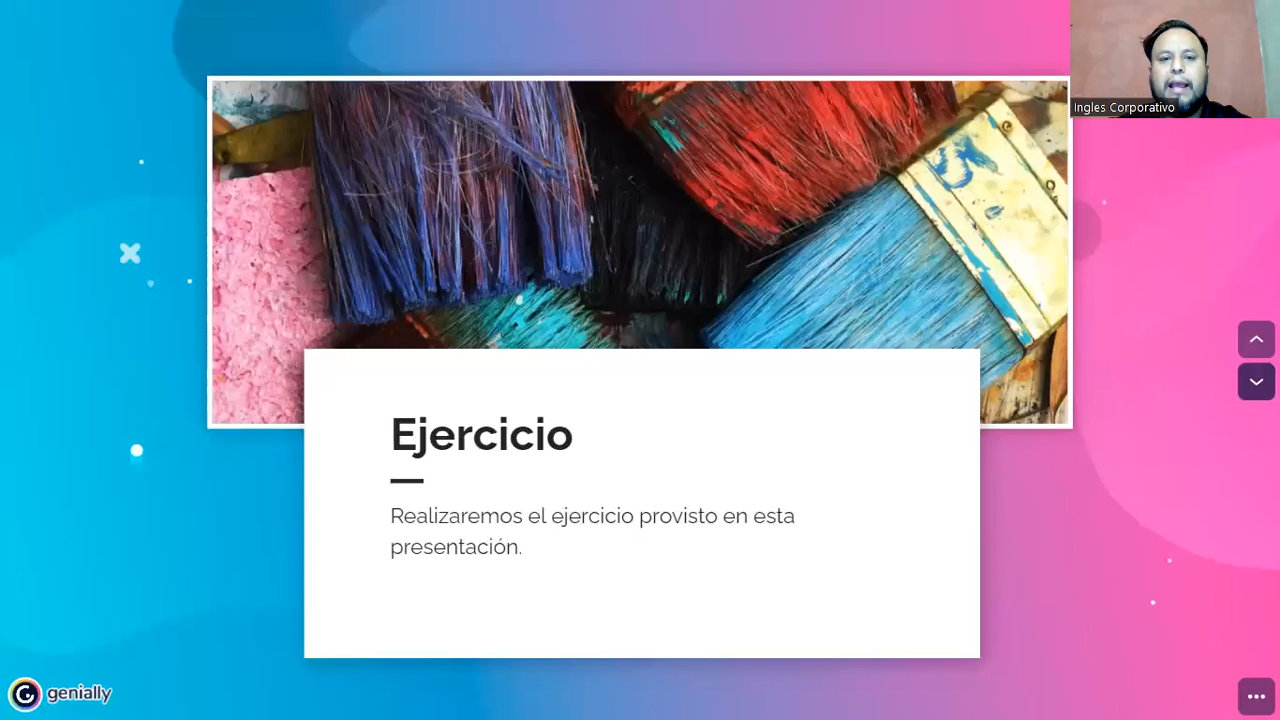 Ingles Corporativo
Ejercicio
Realizaremos el ejercicio provisto en esta
presentación.
genially